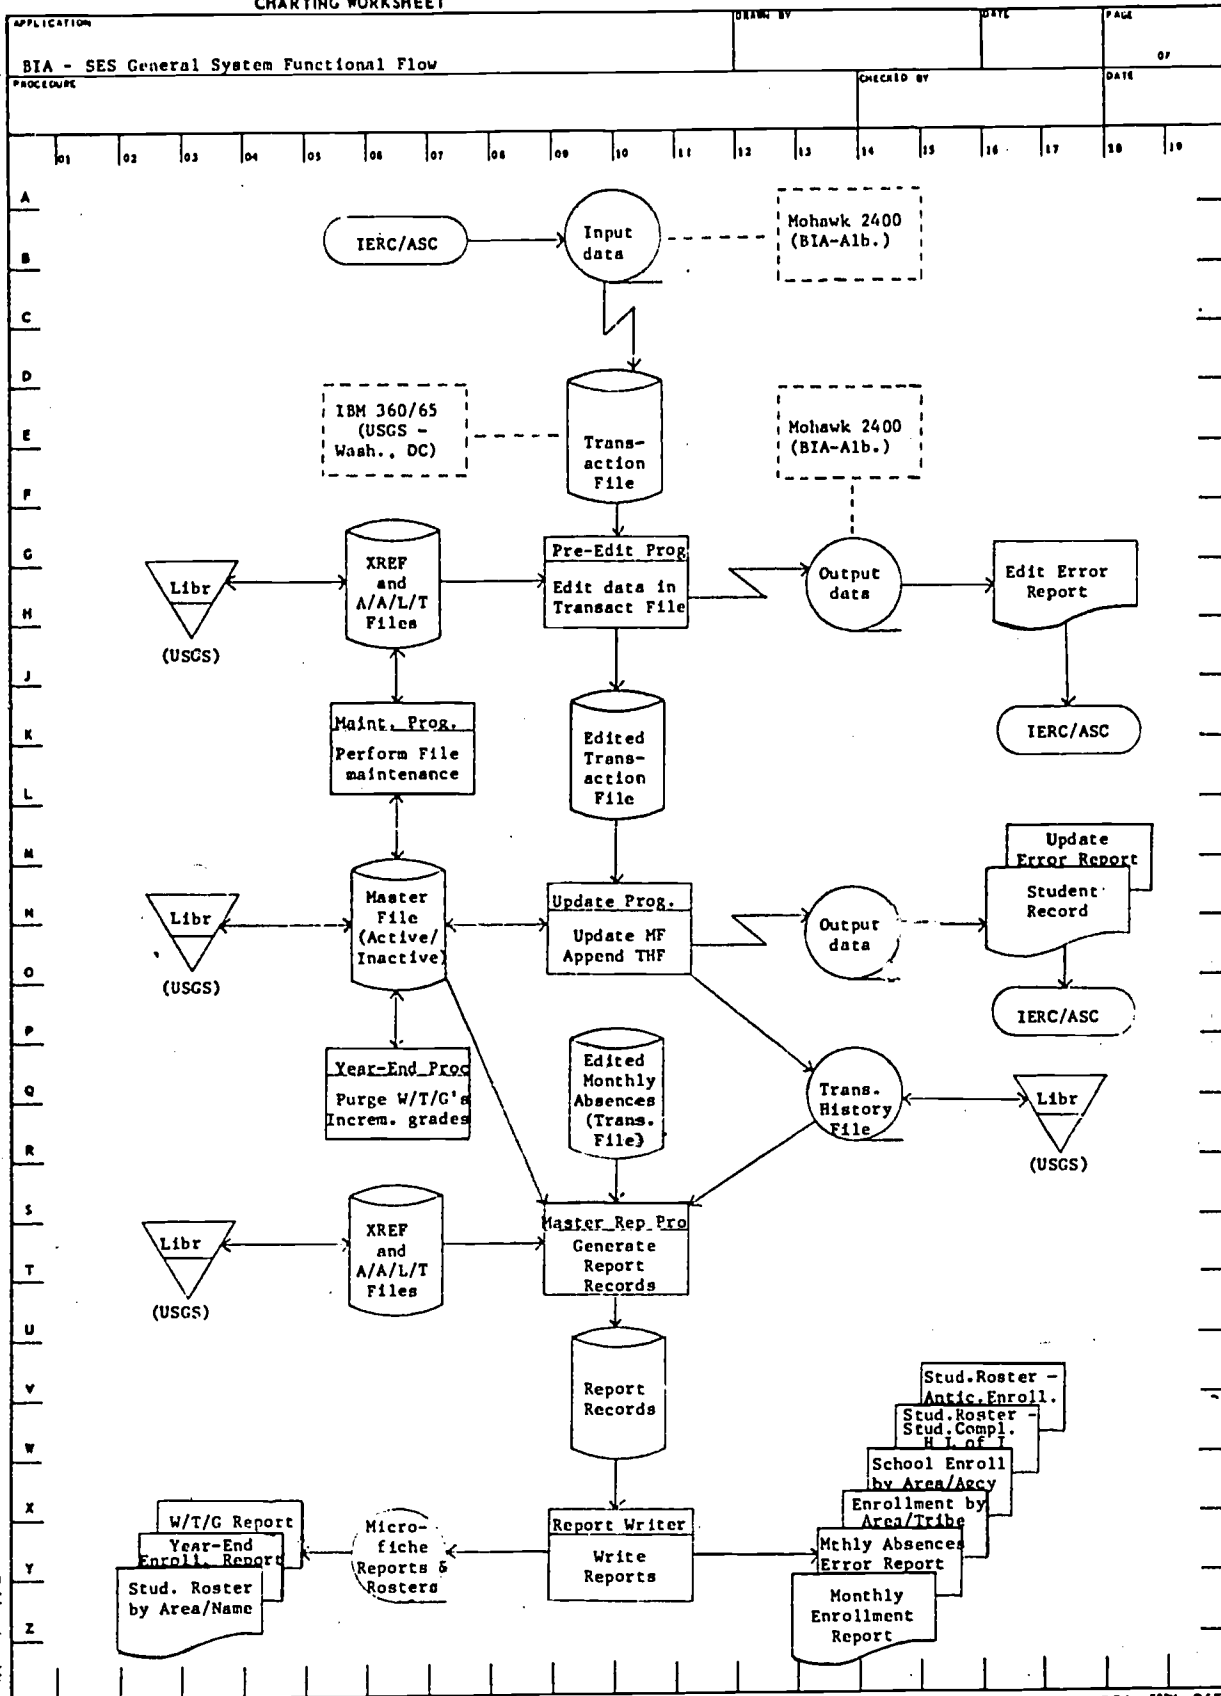 CHARTING WORKSHEET
APPLICATION
DRAWN BY
DATE
PAGE
OF
BIA - SES General System Functional Flow
PROCEDURE
CHECKED BY
DATE
01 02 03 04 05 06 07 08 09 10 11 12 13 14 15 16 17 18 19
A
B
C
D
E
F
G
H
J
K
L
M
N
O
P
Q
R
S
T
U
V
W
X
Y
Z
IERC/ASC
Input
data
Mohawk 2400
(BIA-Alb.)
IBM 360/65
(USGS -
Wash., DC)
Trans-
action
File
Mohawk 2400
(BIA-Alb.)
Libr
(USGS)
XREF
and
A/A/L/T
Files
Pre-Edit Prog
Edit data in
Transact File
Output
data
Edit Error
Report
IERC/ASC
Maint. Prog.
Perform File
maintenance
Edited
Trans-
action
File
Libr
(USGS)
Master
File
(Active/
Inactive)
Update Prog.
Update MF
Append THF
Output
data
Update
Error Report
Student
Record
IERC/ASC
Year-End Proc
Purge W/T/G's
Increm. grades
Edited
Monthly
Absences
(Trans.
File)
Trans.
History
File
Libr
(USGS)
Libr
(USGS)
XREF
and
A/A/L/T
Files
Master Rep Pro
Generate
Report
Records
Report
Records
Report Writer
Write
Reports
Micro-
fiche
Reports &
Rosters
W/T/G Report
Year-End
Enroll. Report
Stud. Roster
by Area/Name
Stud.Roster -
Antic.Enroll.
Stud.Roster -
Stud.Compl.
H L of I
School Enroll
by Area/Agcy
Enrollment by
Area/Tribe
Mthly Absences
Error Report
Monthly
Enrollment
Report